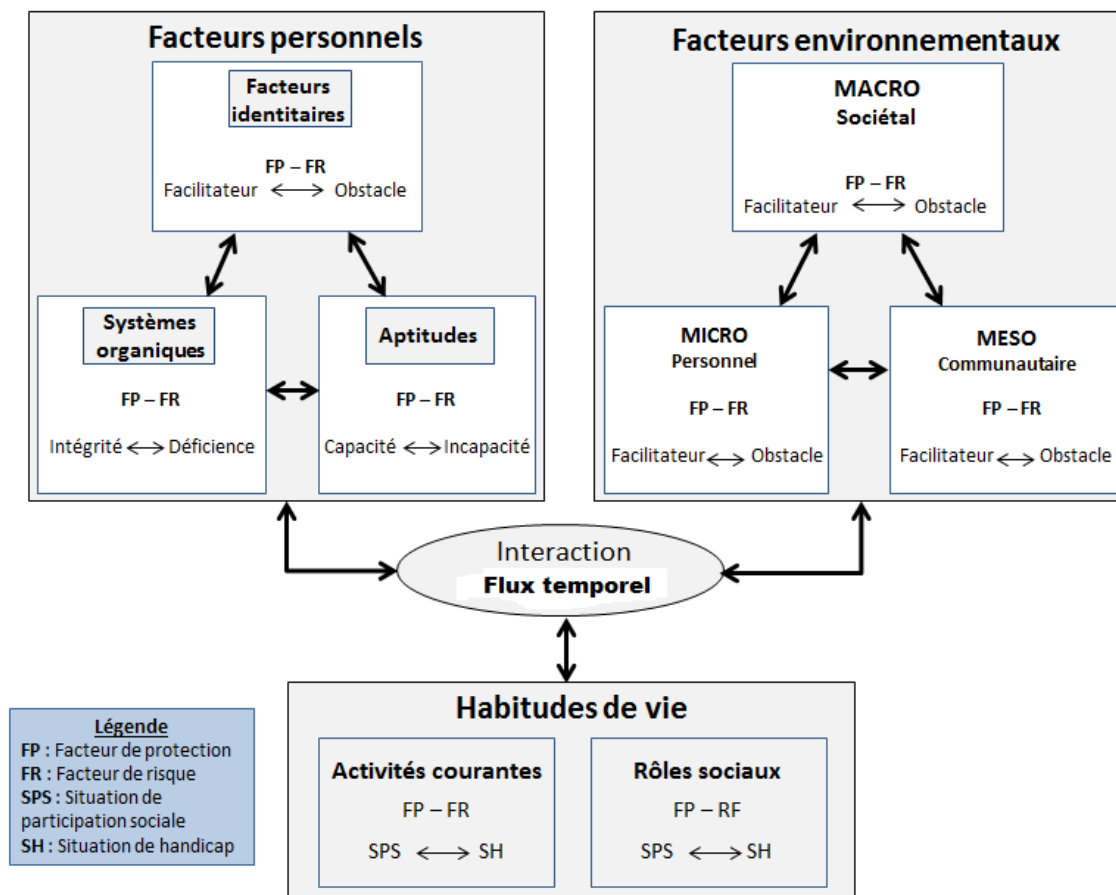 Facteurs personnels
Facteurs
identitaires
FP – FR
Facilitateur Obstacle
Systèmes
organiques
FP – FR
Intégrité Déficience
Aptitudes
FP – FR
Capacité Incapacité
Facteurs environnementaux
MACRO
Sociétal
FP – FR
Facilitateur Obstacle
MICRO
Personnel
FP – FR
Facilitateur Obstacle
MESO
Communautaire
FP – FR
Facilitateur Obstacle
Interaction
Flux temporel
Habitudes de vie
Activités courantes
FP – FR
SPS SH
Rôles sociaux
FP – RF
SPS SH
Légende
FP : Facteur de protection
FR : Facteur de risque
SPS : Situation de
participation sociale
SH : Situation de handicap